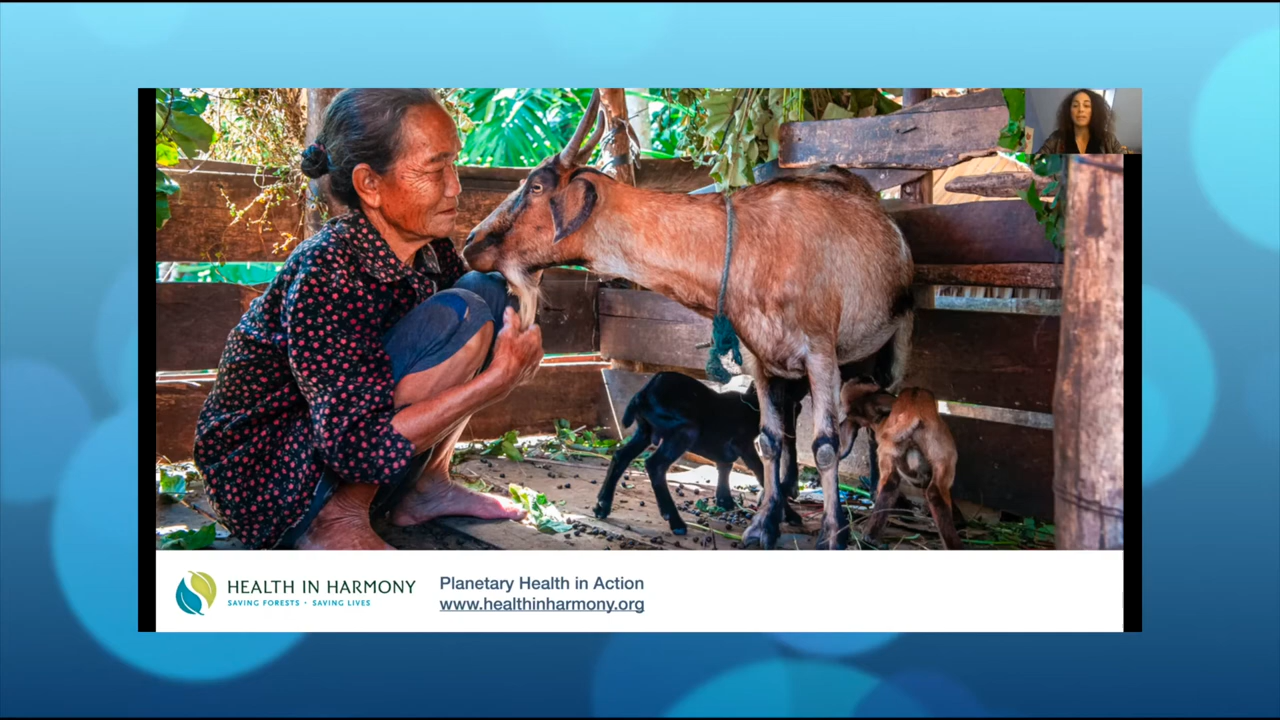 HEALTH IN HARMONY
SAVING FORESTS · SAVING LIVES
Planetary Health in Action
www.healthinharmony.org